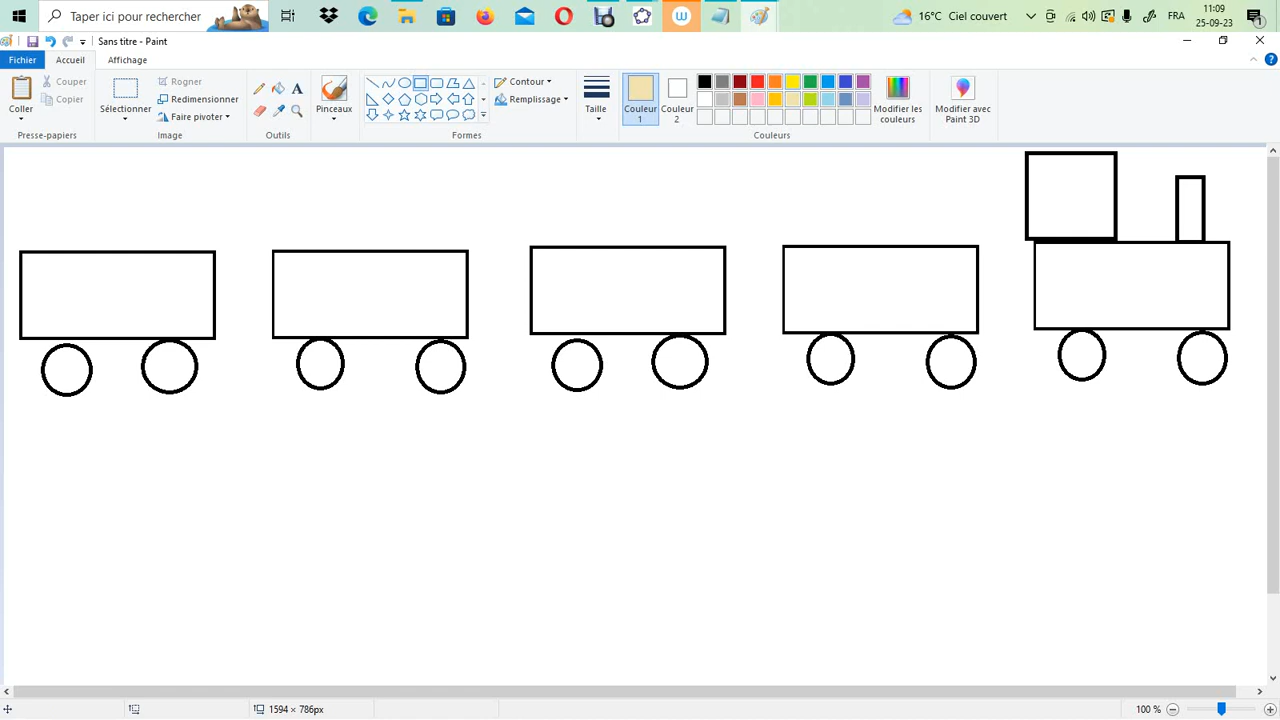 Taper ici pour rechercher
16°C Ciel couvert
FRA
11:09
25-09-23
1
Sans titre - Paint
Fichier
Accueil
Affichage
Coller
Couper
Copier
Presse-papiers
Sélectionner
Rogner
Redimensionner
Faire pivoter
Image
A
Outils
Pinceaux
Formes
Contour
Remplissage
Taille
Couleur
1
Couleur
2
Couleurs
Modifier les
couleurs
Modifier avec
Paint 3D
1594 × 786px
100 %